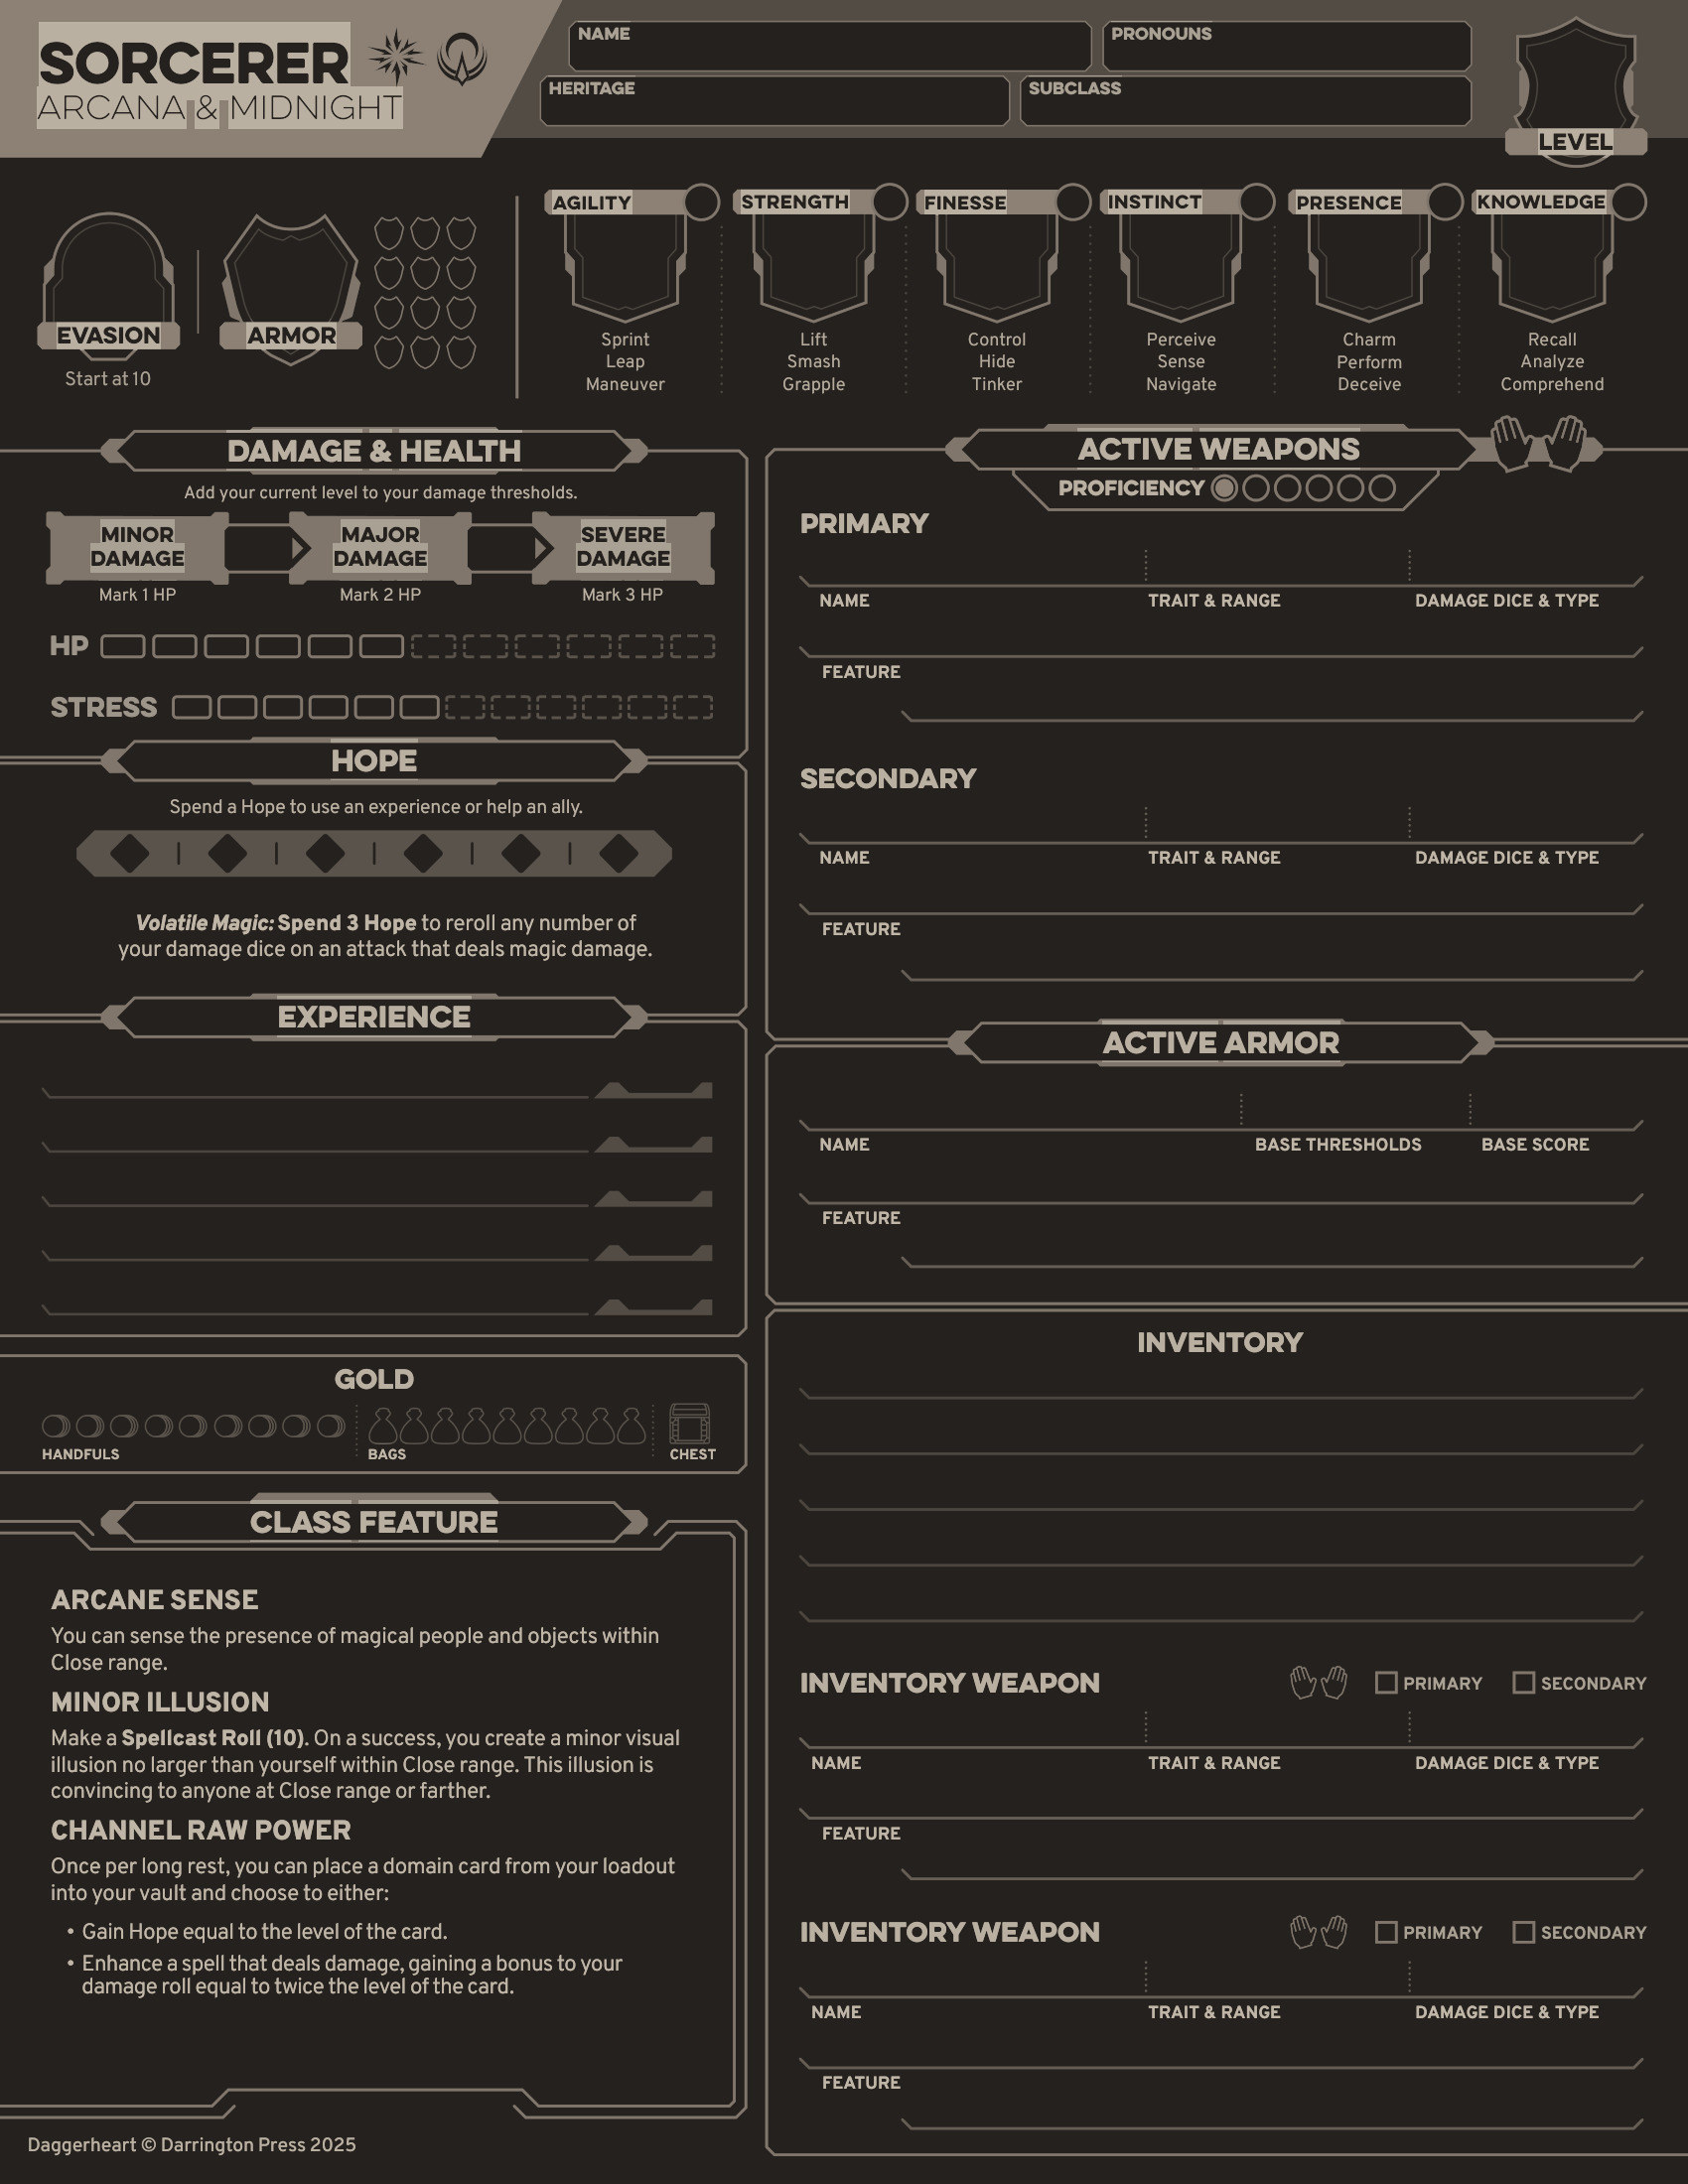 SORCERER
ARCANA & MIDNIGHT
NAME
PRONOUNS
HERITAGE
SUBCLASS
LEVEL
EVASION
Start at 10
ARMOR
AGILITY
Sprint
Leap
Maneuver
STRENGTH
Lift
Smash
Grapple
FINESSE
Control
Hide
Tinker
INSTINCT
Perceive
Sense
Navigate
PRESENCE
Charm
Perform
Deceive
KNOWLEDGE
Recall
Analyze
Comprehend
DAMAGE & HEALTH
Add your current level to your damage thresholds.
MINOR
DAMAGE
Mark 1 HP
MAJOR
DAMAGE
Mark 2 HP
SEVERE
DAMAGE
Mark 3 HP
HP
STRESS
HOPE
Spend a Hope to use an experience or help an ally.
Volatile Magic: Spend 3 Hope to reroll any number of
your damage dice on an attack that deals magic damage.
EXPERIENCE
GOLD
HANDFULS
BAGS
CHEST
CLASS FEATURE
ARCANE SENSE
You can sense the presence of magical people and objects within
Close range.
MINOR ILLUSION
Make a Spellcast Roll (10). On a success, you create a minor visual
illusion no larger than yourself within Close range. This illusion is
convincing to anyone at Close range or farther.
CHANNEL RAW POWER
Once per long rest, you can place a domain card from your loadout
into your vault and choose to either:
• Gain Hope equal to the level of the card.
• Enhance a spell that deals damage, gaining a bonus to your
damage roll equal to twice the level of the card.
Daggerheart © Darrington Press 2025
ACTIVE WEAPONS
PROFICIENCY
PRIMARY
NAME
TRAIT & RANGE
DAMAGE DICE & TYPE
FEATURE
SECONDARY
NAME
TRAIT & RANGE
DAMAGE DICE & TYPE
FEATURE
ACTIVE ARMOR
NAME
BASE THRESHOLDS
BASE SCORE
FEATURE
INVENTORY
INVENTORY WEAPON
PRIMARY
SECONDARY
NAME
TRAIT & RANGE
DAMAGE DICE & TYPE
FEATURE
INVENTORY WEAPON
PRIMARY
SECONDARY
NAME
TRAIT & RANGE
DAMAGE DICE & TYPE
FEATURE